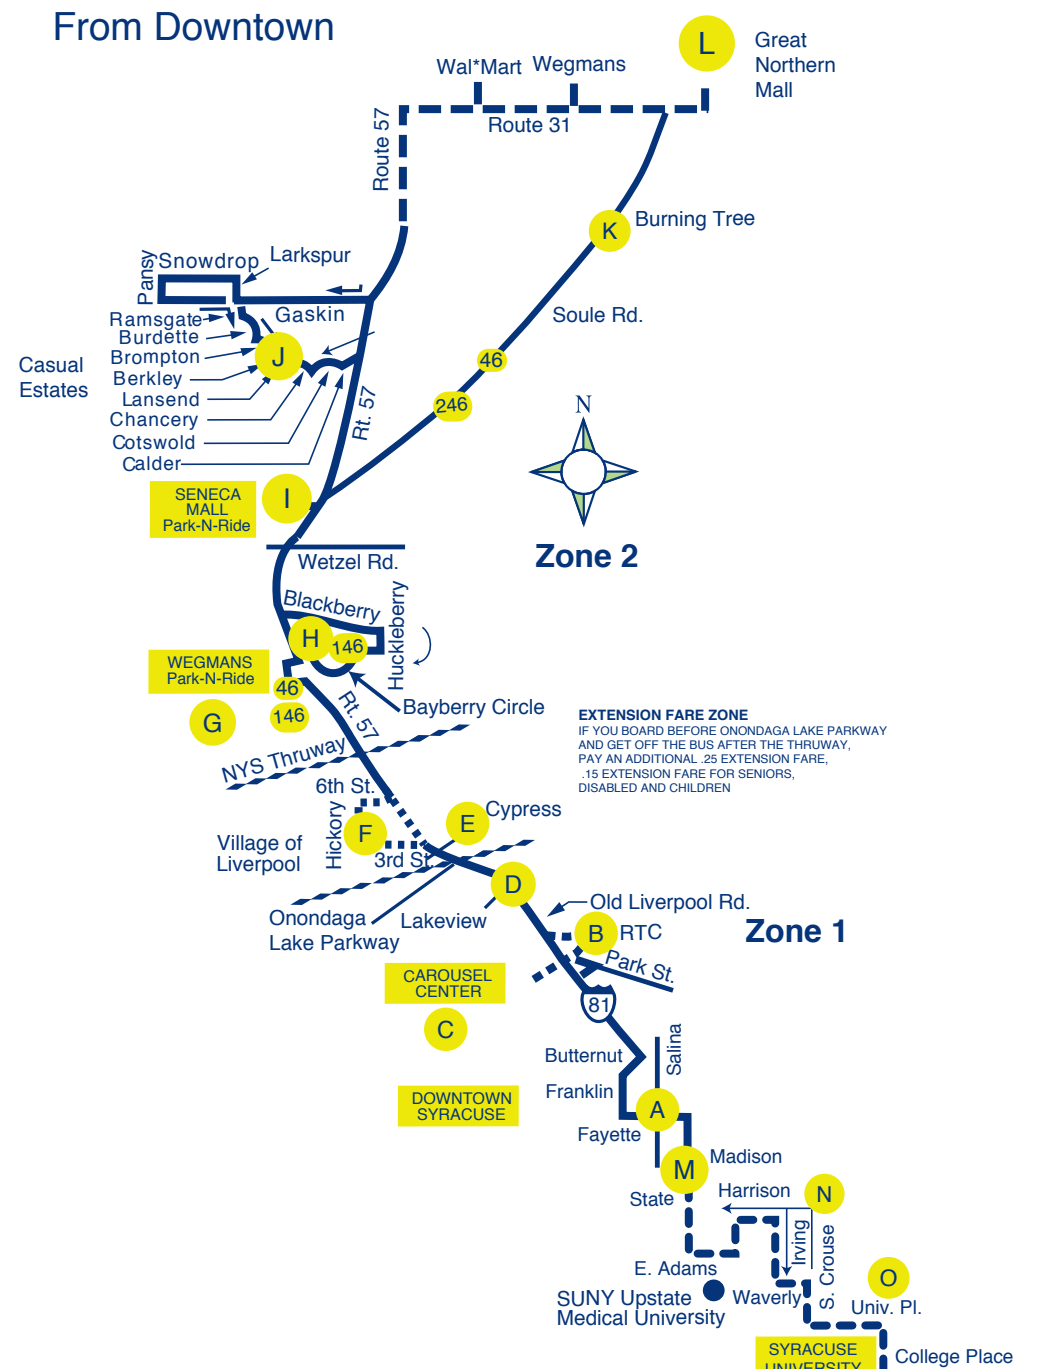 From Downtown
L
Great
Northern
Mall
Wal*Mart
Wegmans
Route 31
Route 57
K
Burning Tree
Soule Rd.
Pansy
Snowdrop
Larkspur
Gaskin
Ramsgate
Burdette
Brompton
Berkley
Lansend
Chancery
Cotswold
Calder
Casual
Estates
J
Rt. 57
46
246
N
Zone 2
SENECA
MALL
Park-N-Ride
I
Wetzel Rd.
Blackberry
Huckleberry
H
146
WEGMANS
Park-N-Ride
46
146
G
Bayberry Circle
Rt. 57
NYS Thruway
EXTENSION FARE ZONE
IF YOU BOARD BEFORE ONONDAGA LAKE PARKWAY
AND GET OFF THE BUS AFTER THE THRUWAY,
PAY AN ADDITIONAL .25 EXTENSION FARE,
.15 EXTENSION FARE FOR SENIORS,
DISABLED AND CHILDREN
6th St.
Hickory
F
E
Cypress
Village of
Liverpool
3rd St.
D
Onondaga
Lake Parkway
Lakeview
Old Liverpool Rd.
B
RTC
Zone 1
Park St.
CAROUSEL
CENTER
C
81
Butternut
Salina
Franklin
DOWNTOWN
SYRACUSE
A
Fayette
M
Madison
State
Harrison
N
Irving
S. Crouse
E. Adams
SUNY Upstate
Medical University
Waverly
O
Univ. Pl.
SYRACUSE
UNIVERSITY
College Place